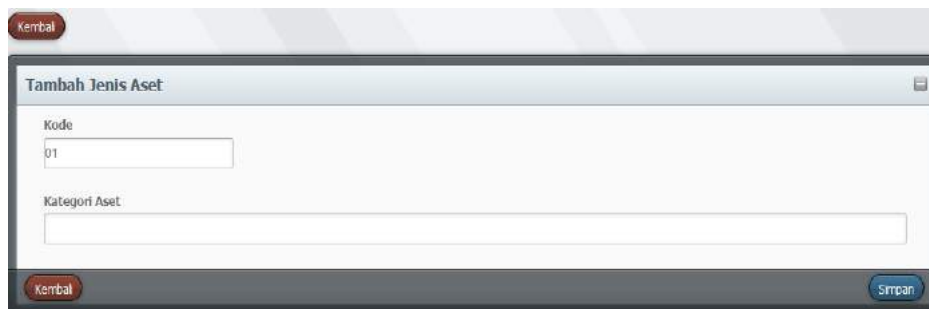 Kembali
Tambah Jenis Aset
Kode
01
Kategori Aset
Kembali
Simpan